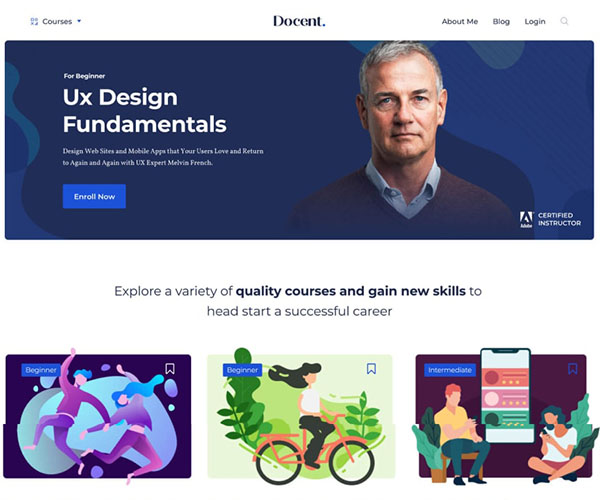 Courses
Docent.
About Me
Blog
Login
For Beginner
Ux Design
Fundamentals
Design Web Sites and Mobile Apps that Your Users Love and Return
to Again and Again with UX Expert Melvin French.
Enroll Now
Adobe
CERTIFIED
INSTRUCTOR
Explore a variety of quality courses and gain new skills to
head start a successful career
Beginner
Beginner
Intermediate